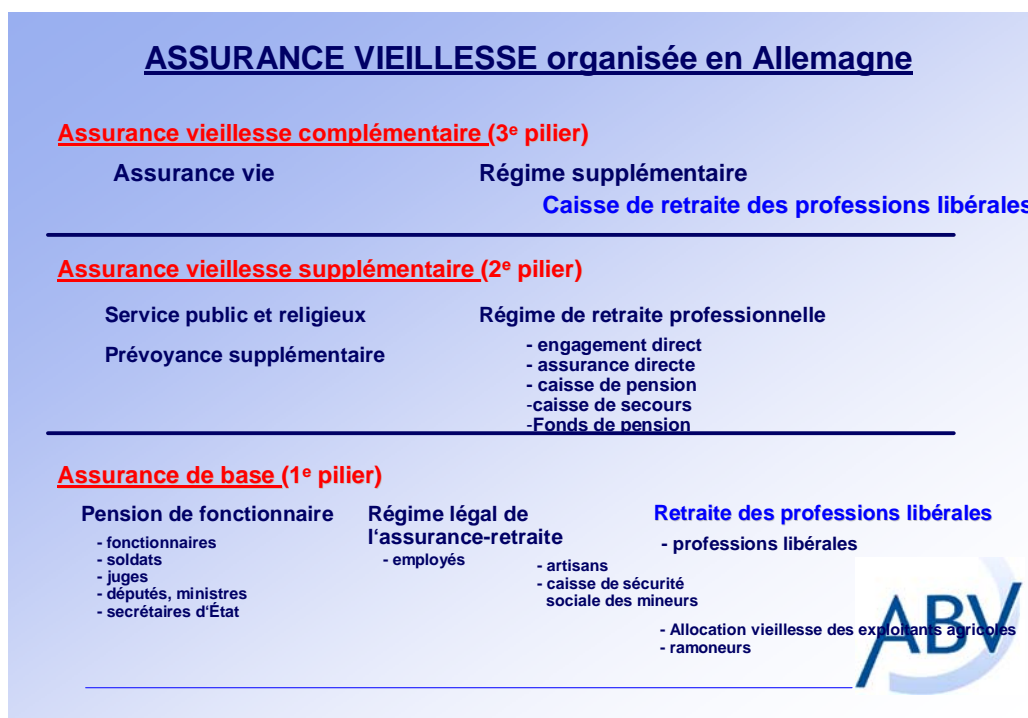 ASSURANCE VIEILLESSE organisée en Allemagne
Assurance vieillesse complémentaire (3e pilier)
Assurance vie
Régime supplémentaire
Caisse de retraite des professions libérales
Assurance vieillesse supplémentaire (2e pilier)
Service public et religieux
Prévoyance supplémentaire
Régime de retraite professionnelle
- engagement direct
- assurance directe
- caisse de pension
-caisse de secours
-Fonds de pension
Assurance de base (1e pilier)
Pension de fonctionnaire
- fonctionnaires
- soldats
- juges
- députés, ministres
- secrétaires d‘État
Régime légal de
l‘assurance-retraite
- employés
- artisans
- caisse de sécurité
sociale des mineurs
Retraite des professions libérales
- professions libérales
- Allocation vieillesse des exploitants agricoles
- ramoneurs
ABV